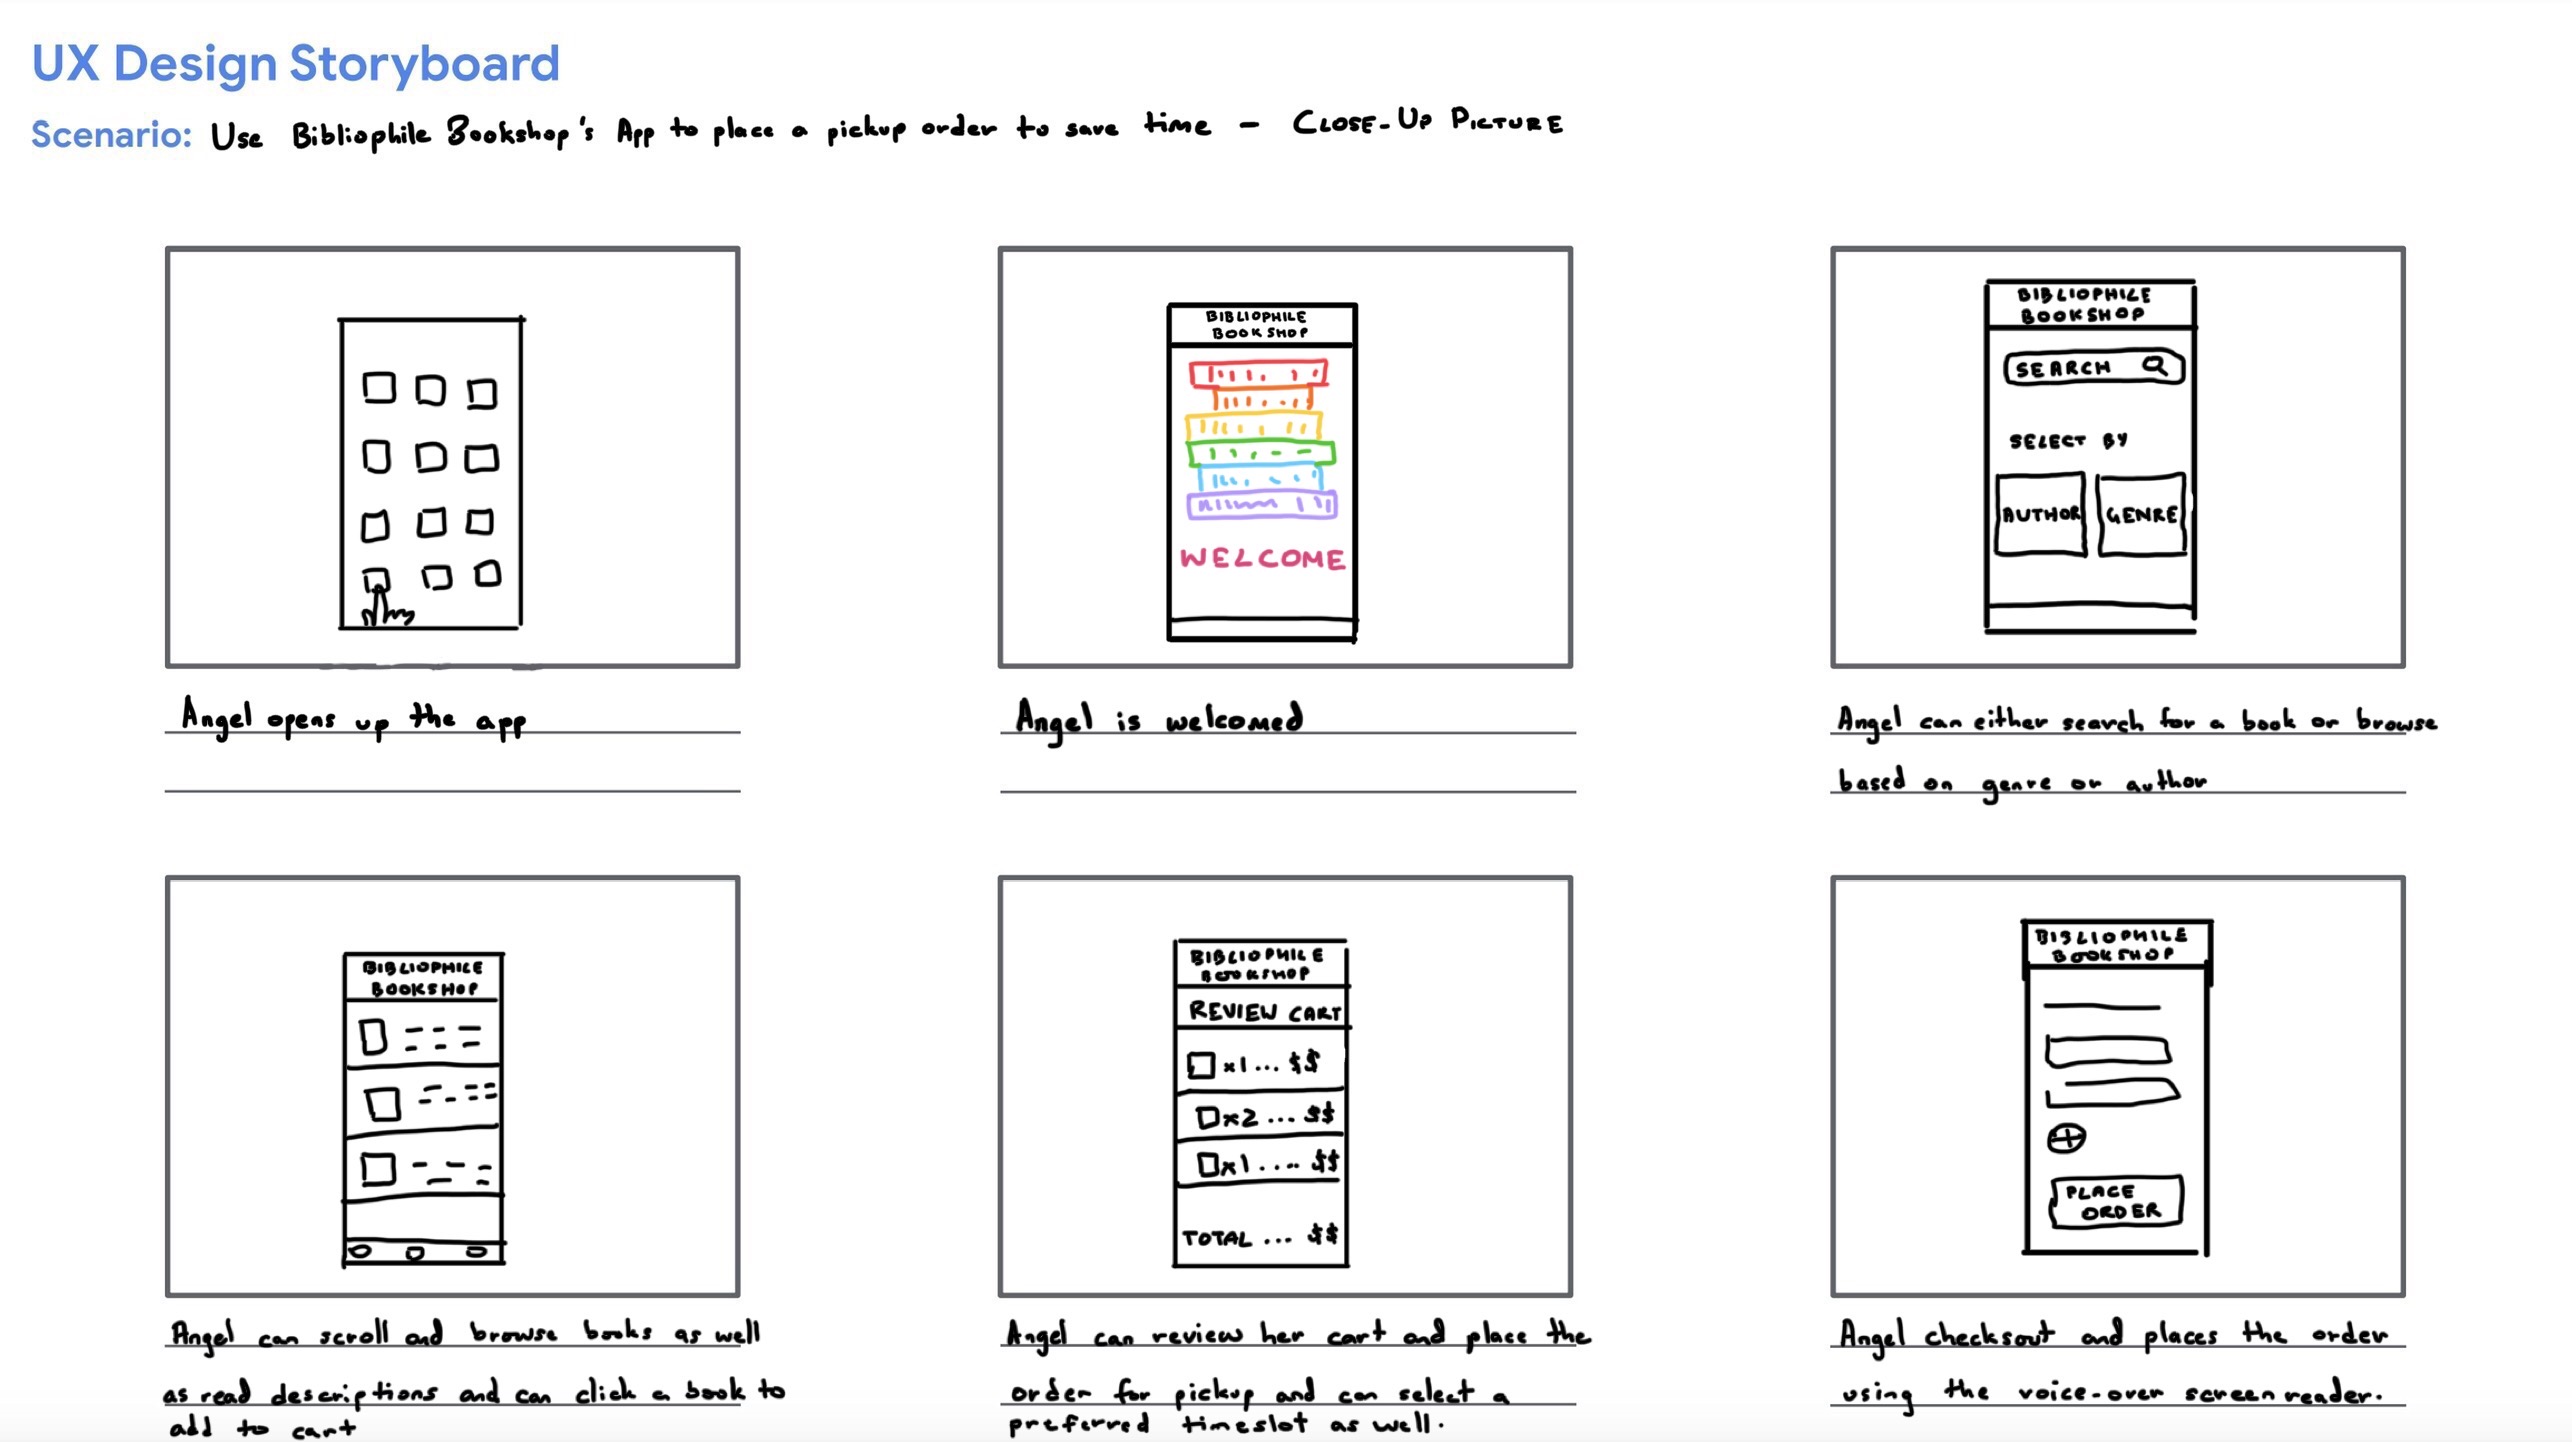 UX Design Storyboard
Scenario: Use Bibliophile Bookshop's App to place a pickup order to save time - CLOSE-UP PICTURE
Angel opens up the app
BIBLIOPHILE
BOOKSHOP
WELCOME
Angel is welcomed
BIBLIOPHILE
BOOKSHOP
SEARCH
SELECT BY
AUTHOR GENRE
Angel can either search for a book or browse
based on genre or author
BIBLIOPHILE
BOOKSHOP
Angel can scroll and browse books as well
as read descriptions and can click a book to
add to cart
BIBLIOPHILE
BOOKSHOP
REVIEW CART
x1... $$
x2... $$
x1.... $$
TOTAL... $$
Angel can review her cart and place the
order for pickup and can select a
preferred timeslot as well.
BIBLIOPHILE
BOOKSHOP
PLACE
ORDER
Angel checksout and places the order
using the voice-over screenreader.